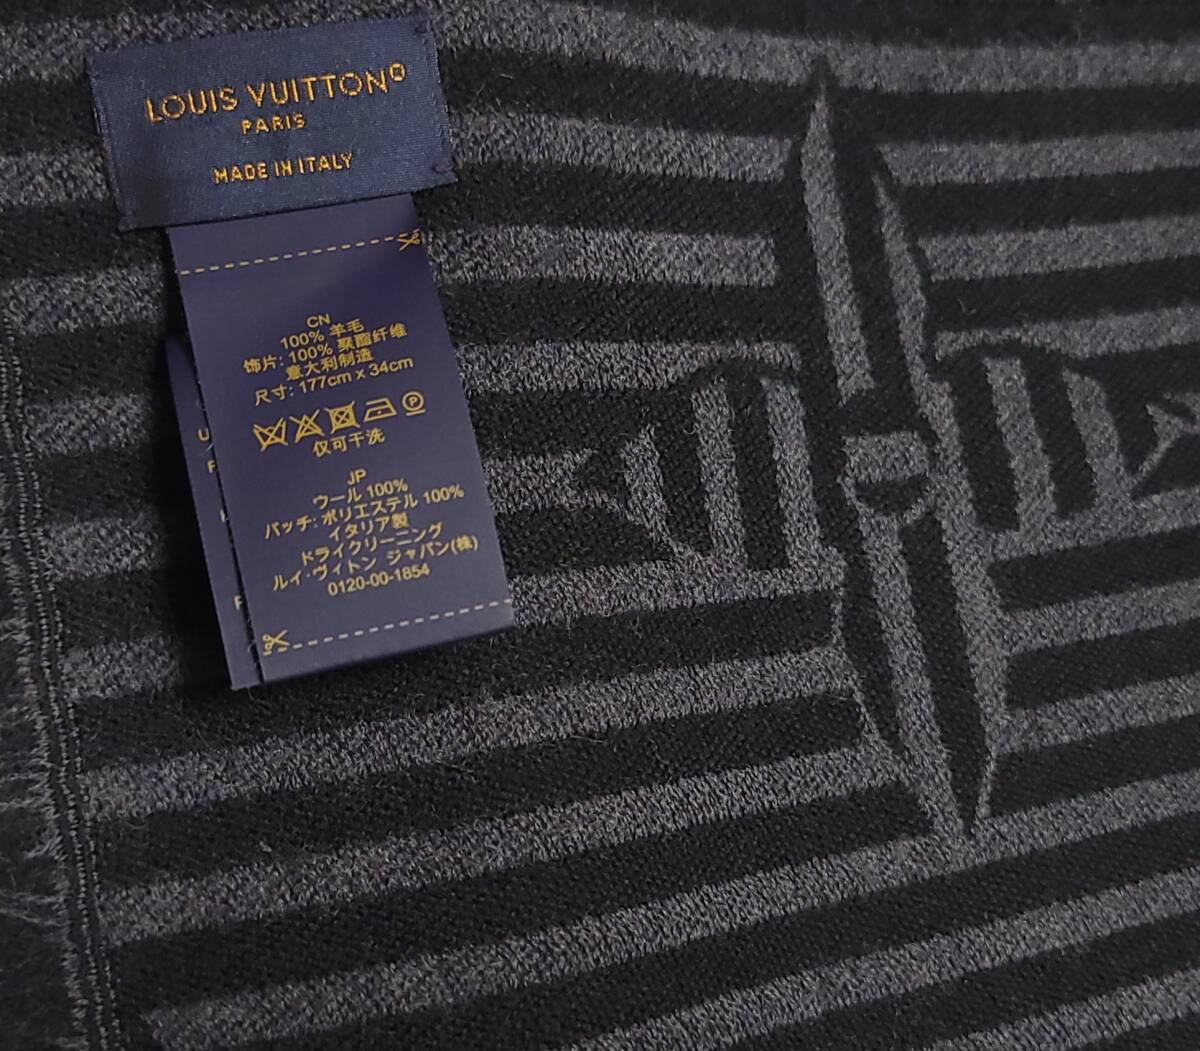 LOUIS VUITTON
PARIS
MADE IN ITALY
CN
100% 羊毛
饰片: 100% 聚酯纤维
意大利制造
尺寸: 177cm x 34cm
P
仅可干洗
JP
ウール 100%
パッチ: ポリエステル 100%
イタリア製
ドライクリーニング
ルイ・ヴィトン ジャパン(株)
0120-00-1854